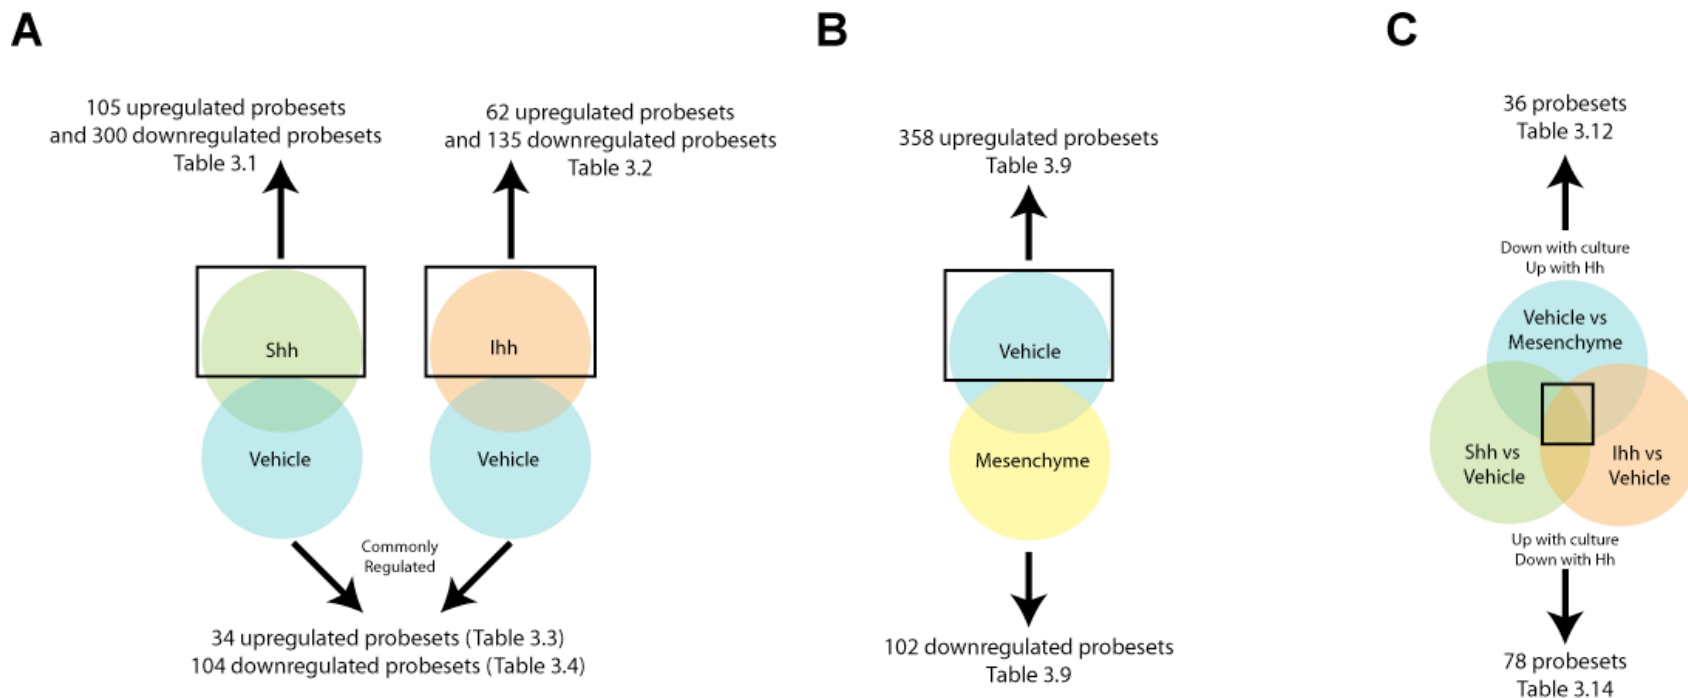 A
105 upregulated probesets
and 300 downregulated probesets
Table 3.1
62 upregulated probesets
and 135 downregulated probesets
Table 3.2
Shh
Ihh
Vehicle
Vehicle
Commonly
Regulated
34 upregulated probesets (Table 3.3)
104 downregulated probesets (Table 3.4)
B
358 upregulated probesets
Table 3.9
Vehicle
Mesenchyme
102 downregulated probesets
Table 3.9
C
36 probesets
Table 3.12
Down with culture
Up with Hh
Vehicle vs
Mesenchyme
Shh vs
Vehicle
Ihh vs
Vehicle
Up with culture
Down with Hh
78 probesets
Table 3.14